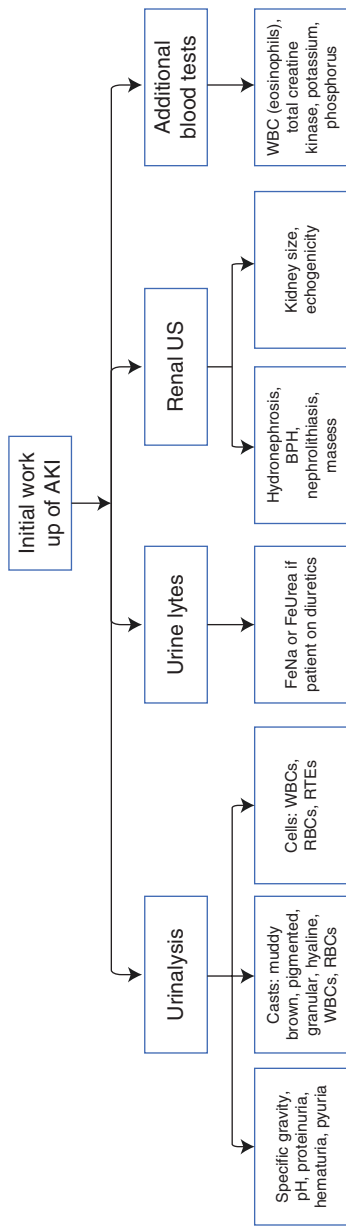 Initial work
up of AKI
Urinalysis
Urine lytes
Renal US
Additional
blood tests
Specific gravity,
pH, proteinuria,
hematuria, pyuria
Casts: muddy
brown, pigmented,
granular, hyaline,
WBCs, RBCs
Cells: WBCs,
RBCs, RTEs
FeNa or FeUrea if
patient on diuretics
Hydronephrosis,
BPH,
nephrolithiasis,
masess
Kidney size,
echogenicity
WBC (eosinophils),
total creatine
kinase, potassium,
phosphorus